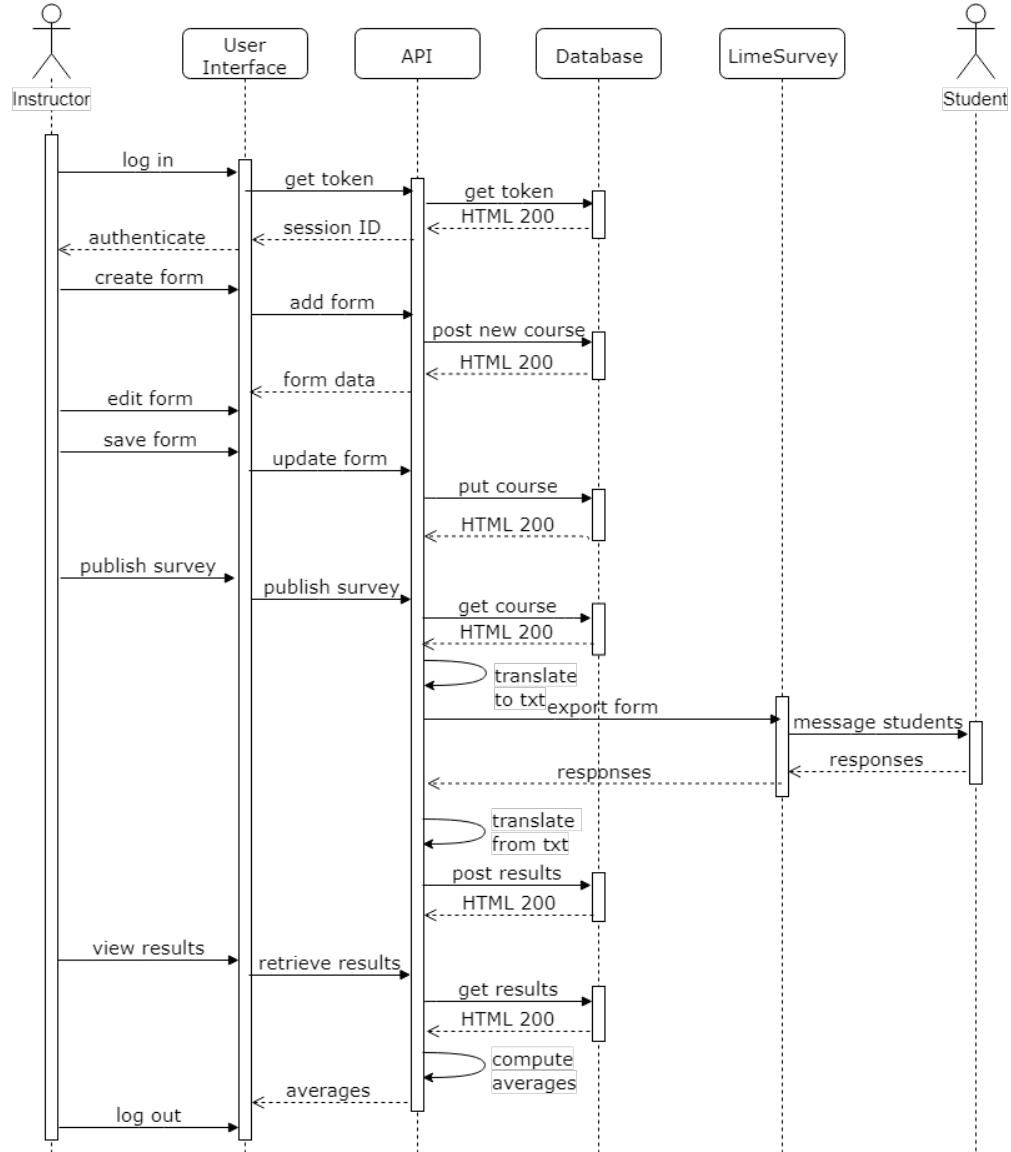 User
Interface
API
Database
LimeSurvey
Instructor
Student
log in
get token
get token
HTML 200
session ID
authenticate
create form
add form
post new course
HTML 200
form data
edit form
save form
update form
put course
HTML 200
publish survey
publish survey
get course
HTML 200
translate
to txt
export form
message students
responses
responses
translate
from txt
post results
HTML 200
view results
retrieve results
get results
HTML 200
compute
averages
averages
log out